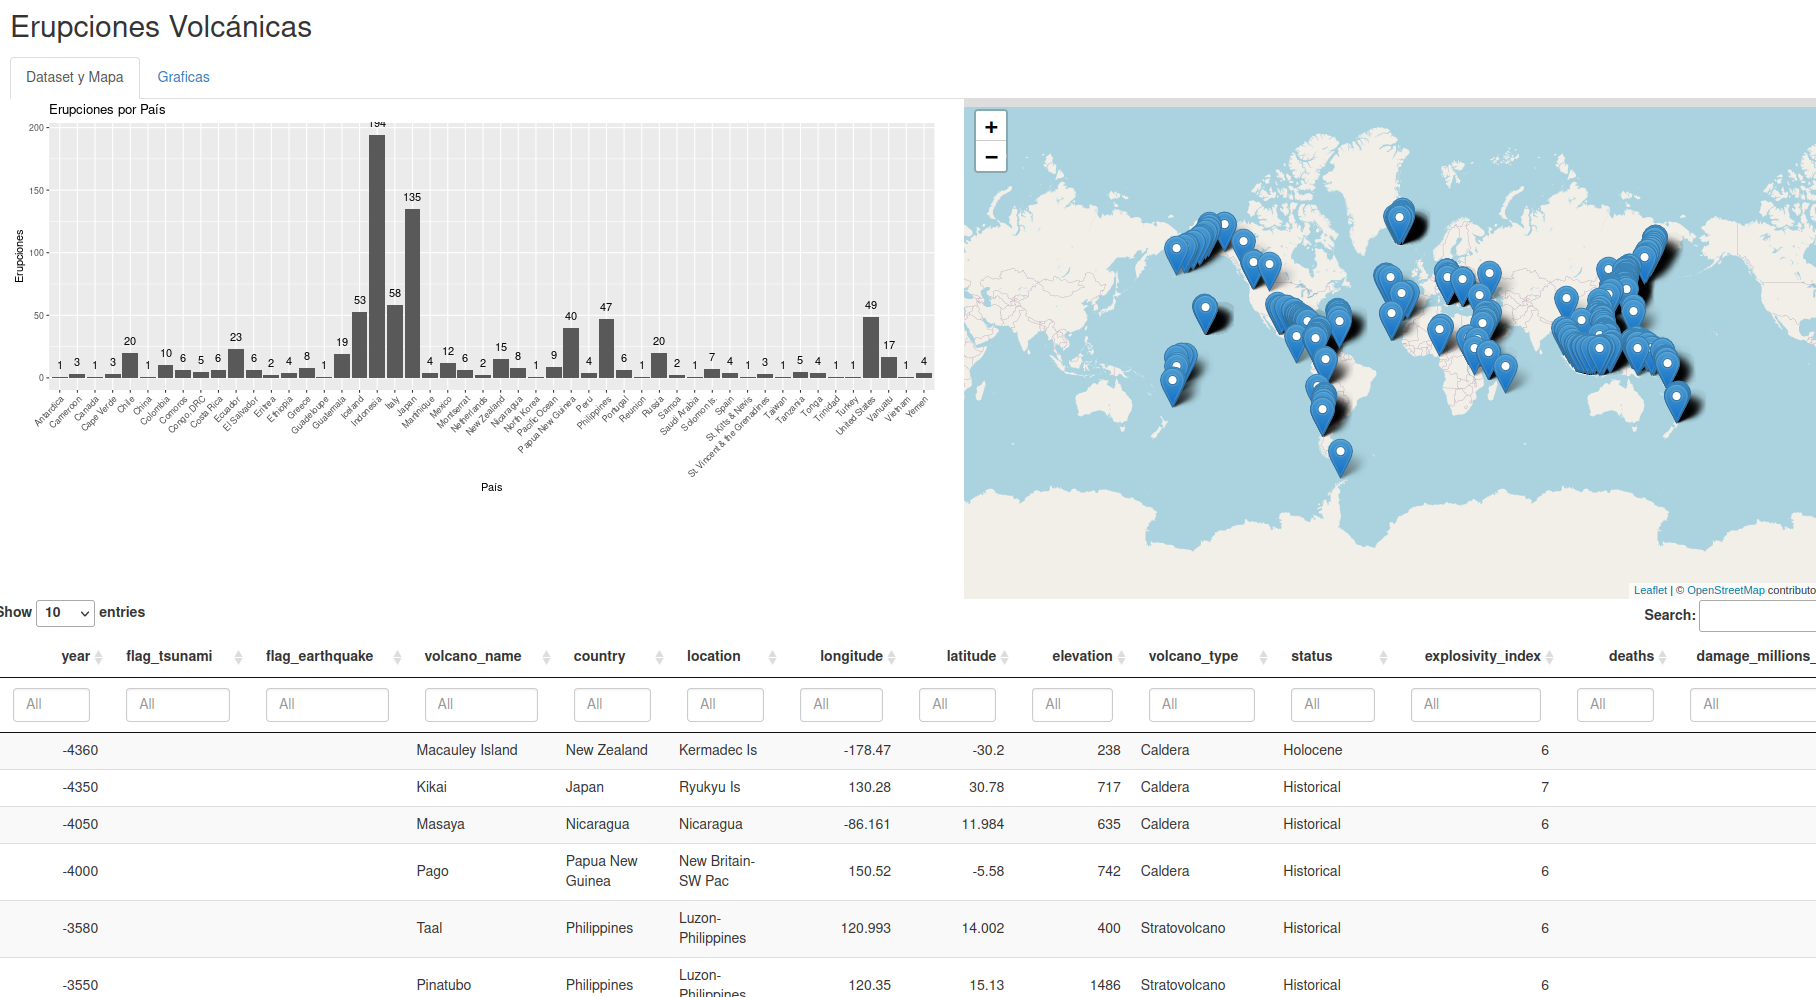 Erupciones Volcánicas
Dataset y Mapa Graficas
Erupciones por País
Erupciones
200
150
100
50
0
1 3 1 3 20 1 10 6 5 6 23 6 2 4 8 1 19 53 194 58 135 4 12 6 2 15 8 1 9 40 4 47 6 1 20 2 1 7 4 1 3 1 5 4 1 1 49 17 1 4
Antarctica
Cameroon
Canada
Cape Verde
Chile
China
Colombia
Comoros
Congo, DRC
Costa Rica
Ecuador
El Salvador
Eritrea
Ethiopia
Greece
Guadeloupe
Guatemala
Iceland
Indonesia
Italy
Japan
Martinique
Mexico
Montserrat
Netherlands
New Zealand
Nicaragua
North Korea
Pacific Ocean
Papua New Guinea
Peru
Philippines
Portugal
Reunion
Russia
Samoa
Saudi Arabia
Solomon Is.
Spain
St. Kitts & Nevis
St. Vincent & the Grenadines
Taiwan
Tanzania
Tonga
Trinidad
Turkey
United States
Vanuatu
Vietnam
Yemen
País
+
−
Leaflet | © OpenStreetMap contributo
Show 10 entries
Search:
year flag_tsunami flag_earthquake volcano_name country location longitude latitude elevation volcano_type status explosivity_index deaths damage_millions_
All All All All All All All All All All All All All All
-4360 Macauley Island New Zealand Kermadec Is -178.47 -30.2 238 Caldera Holocene 6
-4350 Kikai Japan Ryukyu Is 130.28 30.78 717 Caldera Historical 7
-4050 Masaya Nicaragua Nicaragua -86.161 11.984 635 Caldera Historical 6
-4000 Pago Papua New Guinea New Britain-SW Pac 150.52 -5.58 742 Caldera Historical 6
-3580 Taal Philippines Luzon-Philippines 120.993 14.002 400 Stratovolcano Historical 6
-3550 Pinatubo Philippines Luzon-Philippines 120.35 15.13 1486 Stratovolcano Historical 6